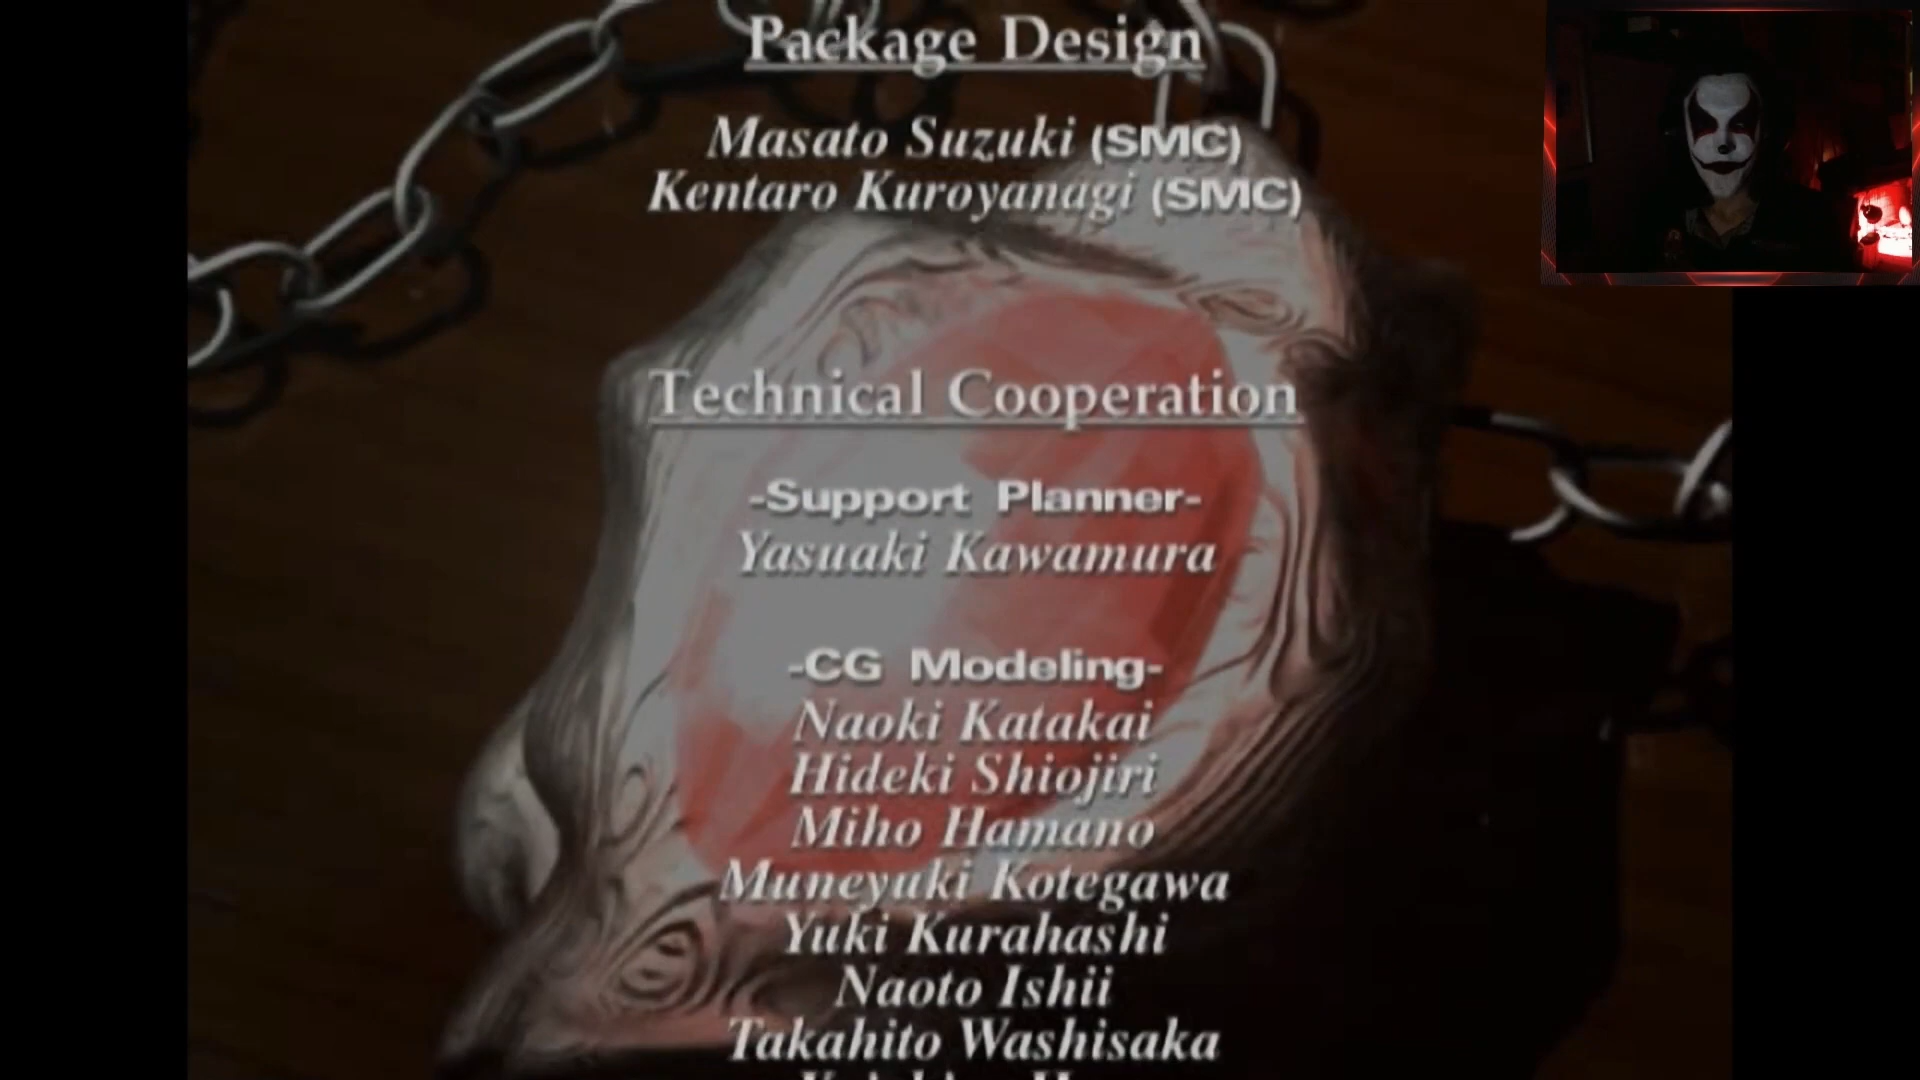 Package Design
Masato Suzuki (SMC)
Kentaro Kuroyanagi (SMC)
Technical Cooperation
-Support Planner-
Yasuaki Kawamura
-CG Modeling-
Naoki Katakai
Hideki Shiojiri
Miho Hamano
Muneyuki Kotegawa
Yuki Kurahashi
Naoto Ishii
Takahito Washisaka